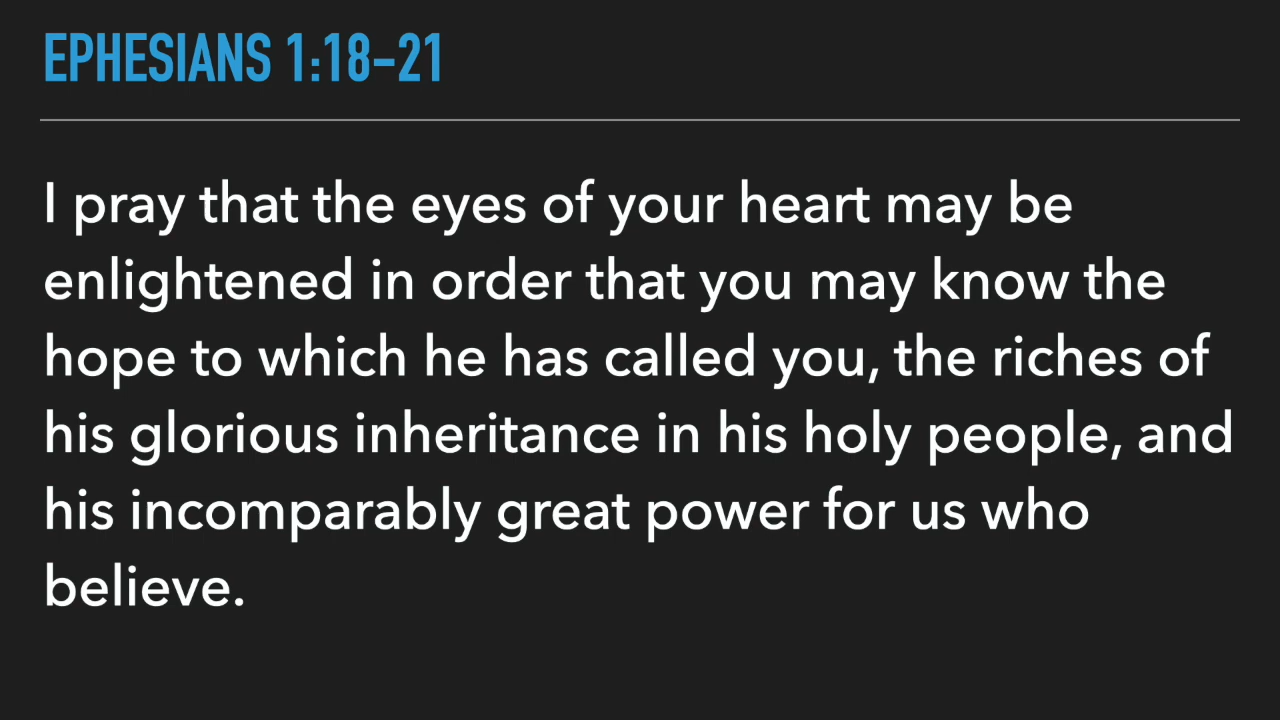 EPHESIANS 1:18–21
I pray that the eyes of your heart may be
enlightened in order that you may know the
hope to which he has called you, the riches of
his glorious inheritance in his holy people, and
his incomparably great power for us who
believe.